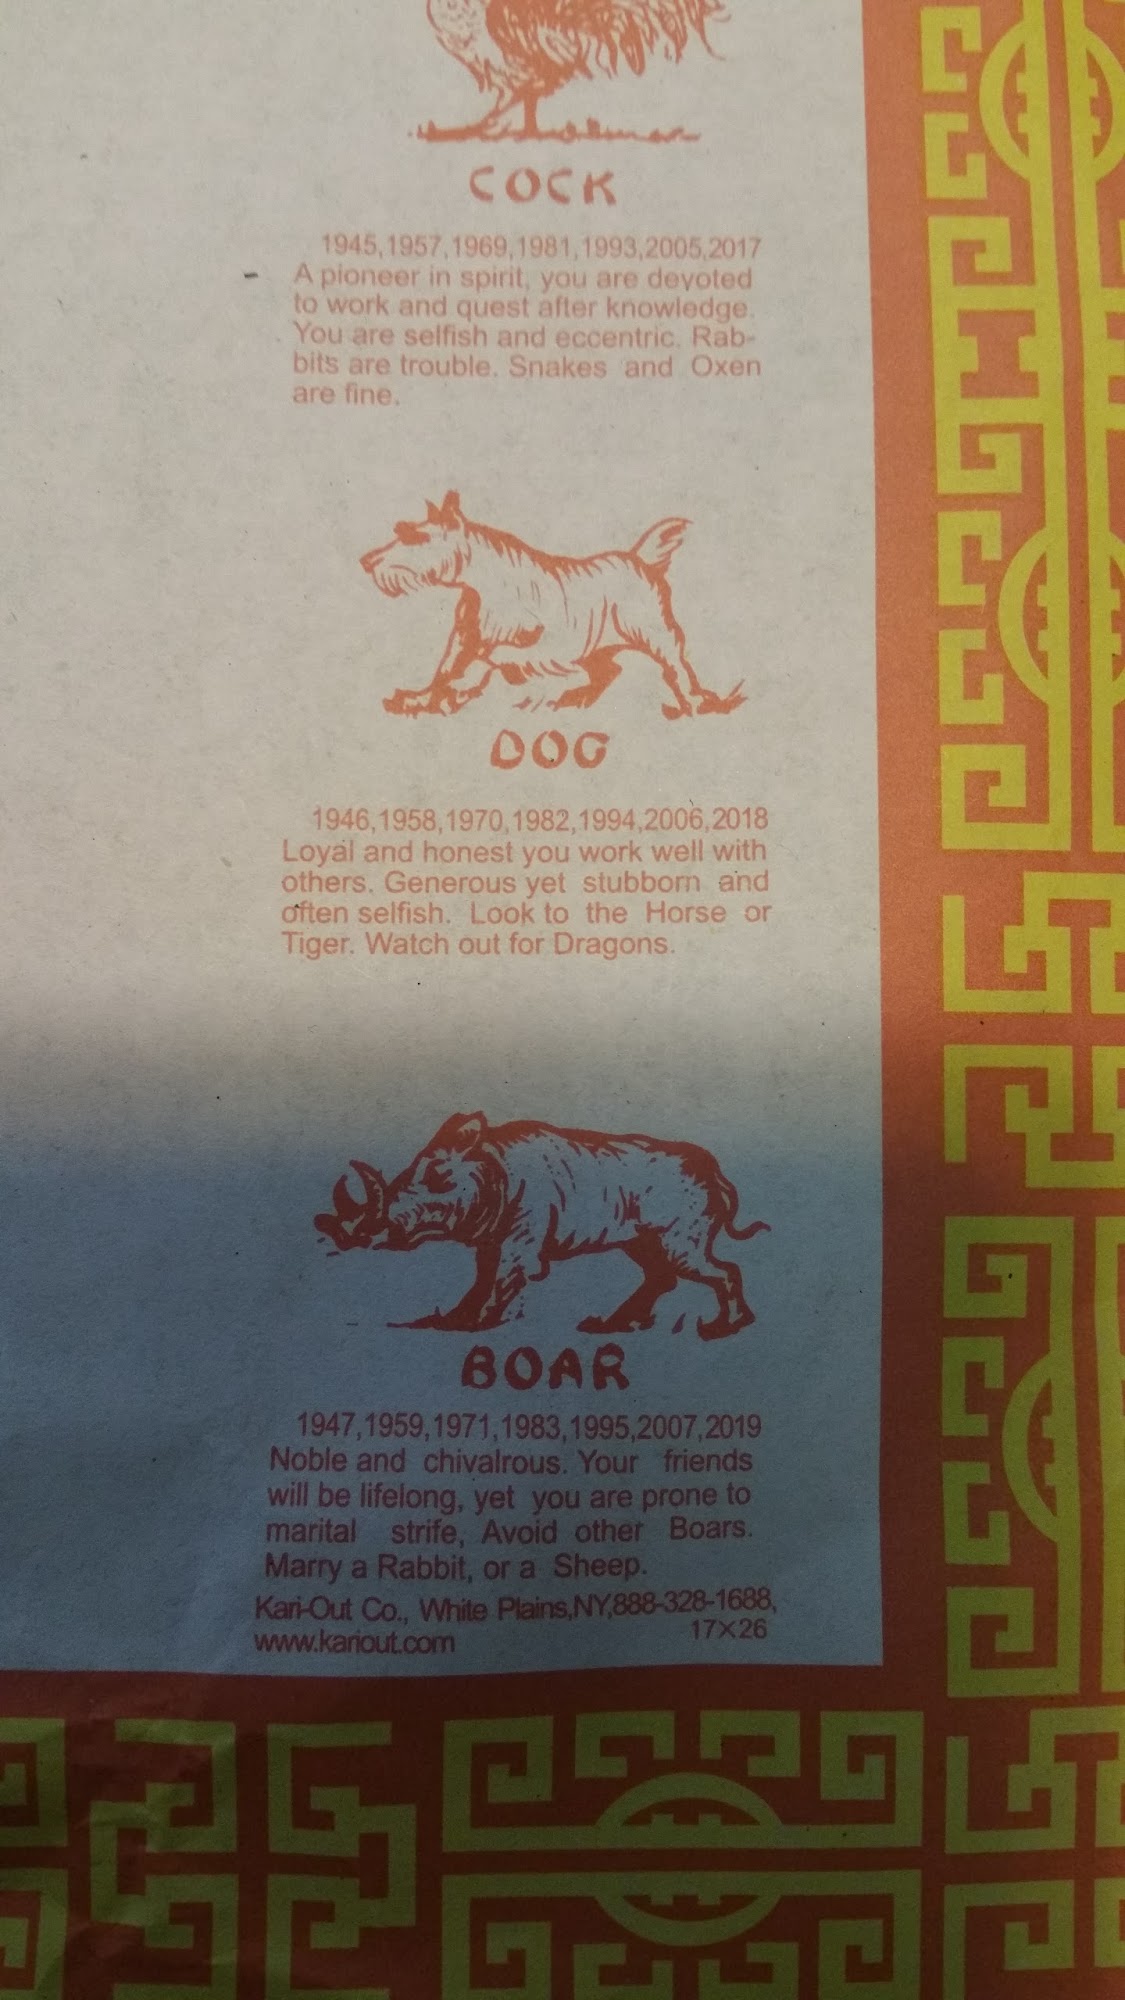 COCK
1945,1957,1969,1981,1993,2005,2017
A pioneer in spirit, you are devoted
to work and quest after knowledge.
You are selfish and eccentric. Rab-
bits are trouble. Snakes and Oxen
are fine.
DOG
1946,1958,1970,1982,1994,2006,2018
Loyal and honest you work well with
others. Generous yet stubborn and
often selfish. Look to the Horse or
Tiger. Watch out for Dragons.
BOAR
1947,1959,1971,1983,1995,2007,2019
Noble and chivalrous. Your friends
will be lifelong, yet you are prone to
marital strife, Avoid other Boars.
Marry a Rabbit, or a Sheep.
Kari-Out Co., White Plains,NY,888-328-1688,
www.kariout.com 17×26